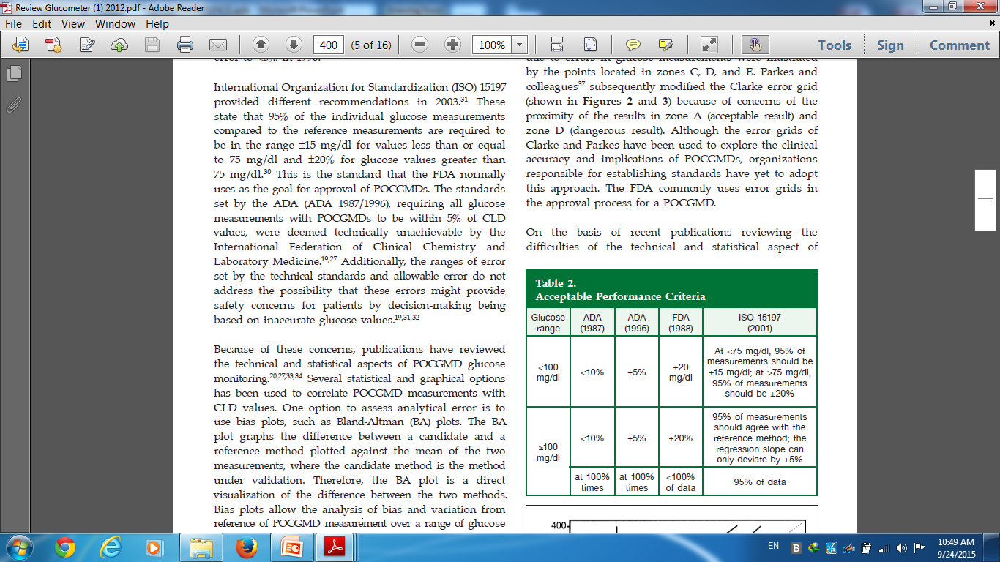 Review Glucometer (1) 2012.pdf - Adobe Reader
File Edit View Window Help
400 (5 of 16) 100% Tools Sign Comment
International Organization for Standardization (ISO) 15197
provided different recommendations in 2003.31 These
state that 95% of the individual glucose measurements
compared to the reference measurements are required to
be in the range ±15 mg/dl for values less than or equal
to 75 mg/dl and ±20% for glucose values greater than
75 mg/dl.30 This is the standard that the FDA normally
uses as the goal for approval of POCGMDs. The standards
set by the ADA (ADA 1987/1996), requiring all glucose
measurements with POCGMDs to be within 5% of CLD
values, were deemed technically unachievable by the
International Federation of Clinical Chemistry and
Laboratory Medicine.19,27 Additionally, the ranges of error
set by the technical standards and allowable error do not
address the possibility that these errors might provide
safety concerns for patients by decision-making being
based on inaccurate glucose values.19,31,32
Because of these concerns, publications have reviewed
the technical and statistical aspects of POCGMD glucose
monitoring.20,27,33,34 Several statistical and graphical options
has been used to correlate POCGMD measurements with
CLD values. One option to assess analytical error is to
use bias plots, such as Bland-Altman (BA) plots. The BA
plot graphs the difference between a candidate and a
reference method plotted against the mean of the two
measurements, where the candidate method is the method
under validation. Therefore, the BA plot is a direct
visualization of the difference between the two methods.
Bias plots allow the analysis of bias and variation from
reference of POCGMD measurement over a range of glucose
due to errors in glucose measurements were illustrated
by the points located in zones C, D, and E. Parkes and
colleagues37 subsequently modified the Clarke error grid
(shown in Figures 2 and 3) because of concerns of the
proximity of the results in zone A (acceptable result) and
zone D (dangerous result). Although the error grids of
Clarke and Parkes have been used to explore the clinical
accuracy and implications of POCGMDs, organizations
responsible for establishing standards have yet to adopt
this approach. The FDA commonly uses error grids in
the approval process for a POCGMD.
On the basis of recent publications reviewing the
difficulties of the technical and statistical aspect of
Table 2.
Acceptable Performance Criteria
Glucose range ADA (1987) ADA (1996) FDA (1988) ISO 15197 (2001)
<100 mg/dl <10% ±5% ±20 mg/dl At <75 mg/dl, 95% of
measurements should be
±15 mg/dl; at >75 mg/dl,
95% of measurements
should be ±20%
≥100 mg/dl <10% ±5% ±20% 95% of measurements
should agree with the
reference method; the
regression slope can
only deviate by ±5%
at 100% times at 100% times <100% of data 95% of data
400
EN 10:49 AM
9/24/2015